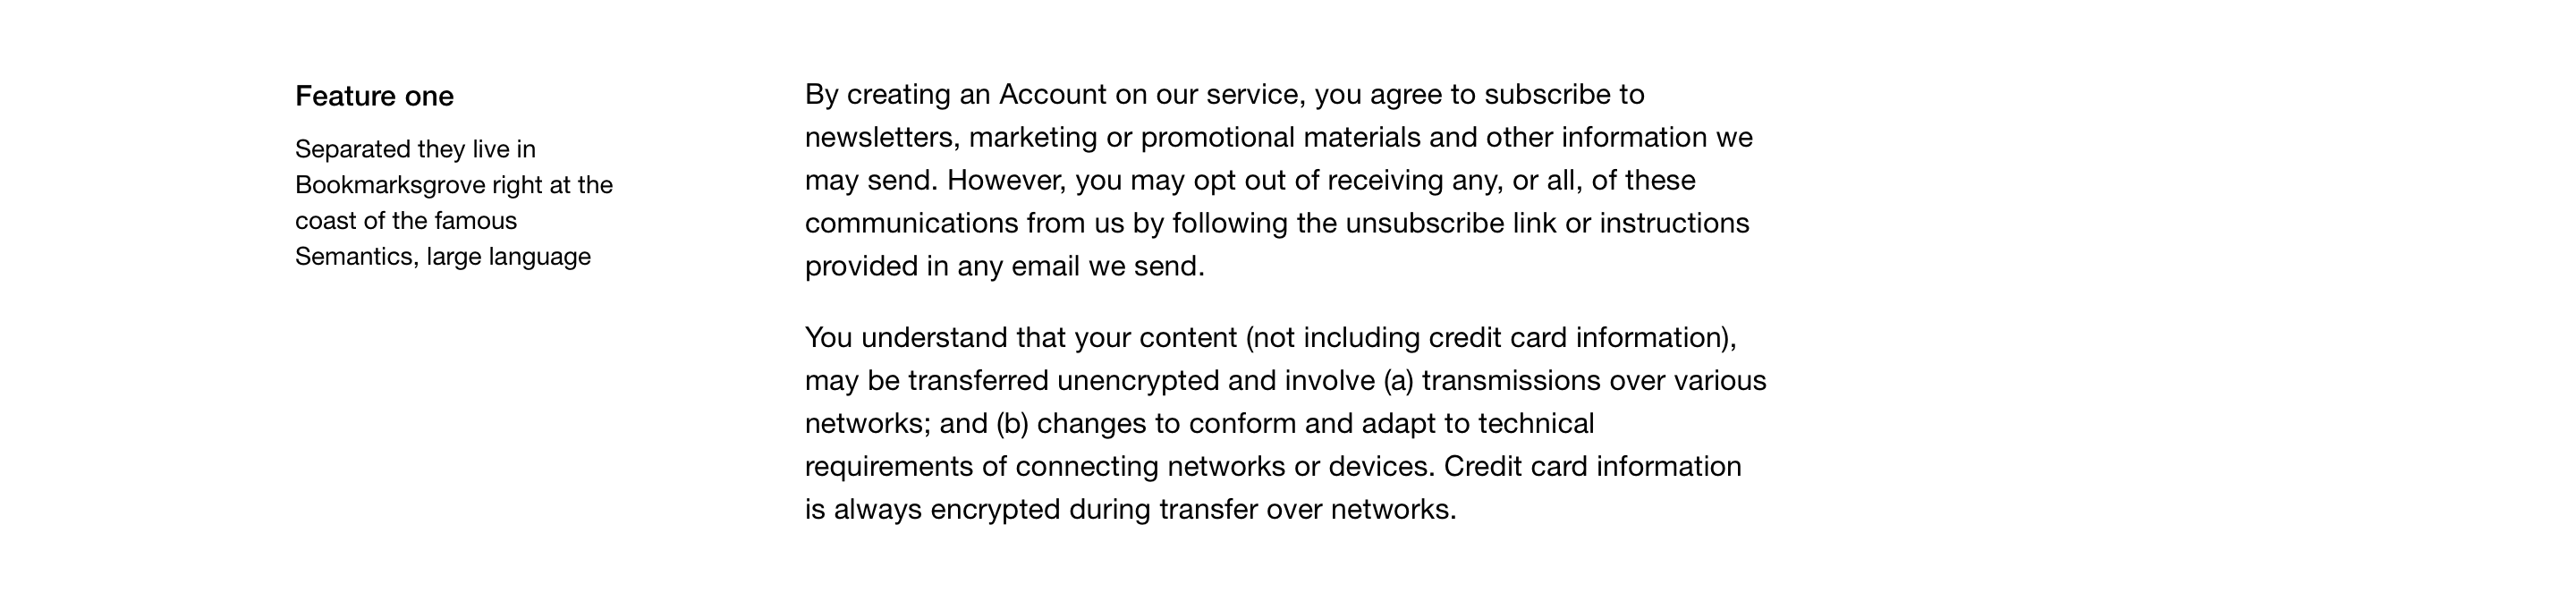 Feature one
Separated they live in
Bookmarksgrove right at the
coast of the famous
Semantics, large language
By creating an Account on our service, you agree to subscribe to
newsletters, marketing or promotional materials and other information we
may send. However, you may opt out of receiving any, or all, of these
communications from us by following the unsubscribe link or instructions
provided in any email we send.
You understand that your content (not including credit card information),
may be transferred unencrypted and involve (a) transmissions over various
networks; and (b) changes to conform and adapt to technical
requirements of connecting networks or devices. Credit card information
is always encrypted during transfer over networks.